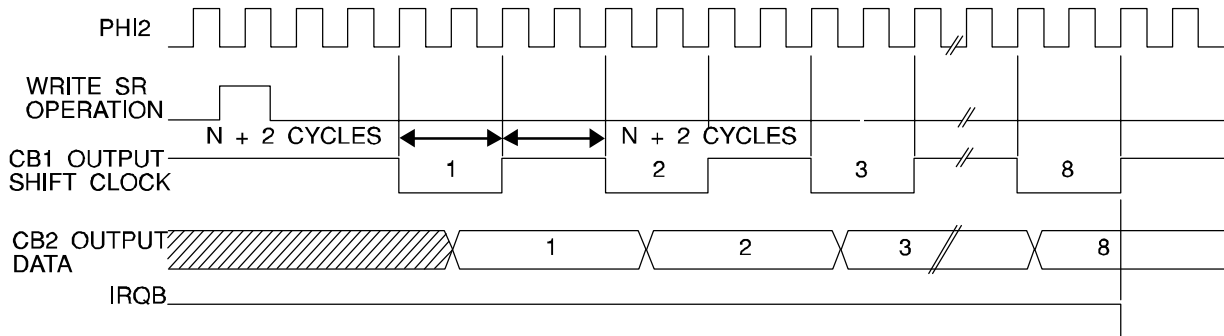 PHI2
WRITE SR
OPERATION
N + 2 CYCLES
N + 2 CYCLES
CB1 OUTPUT
SHIFT CLOCK
1
2
3
8
CB2 OUTPUT
DATA
1
2
3
8
IRQB